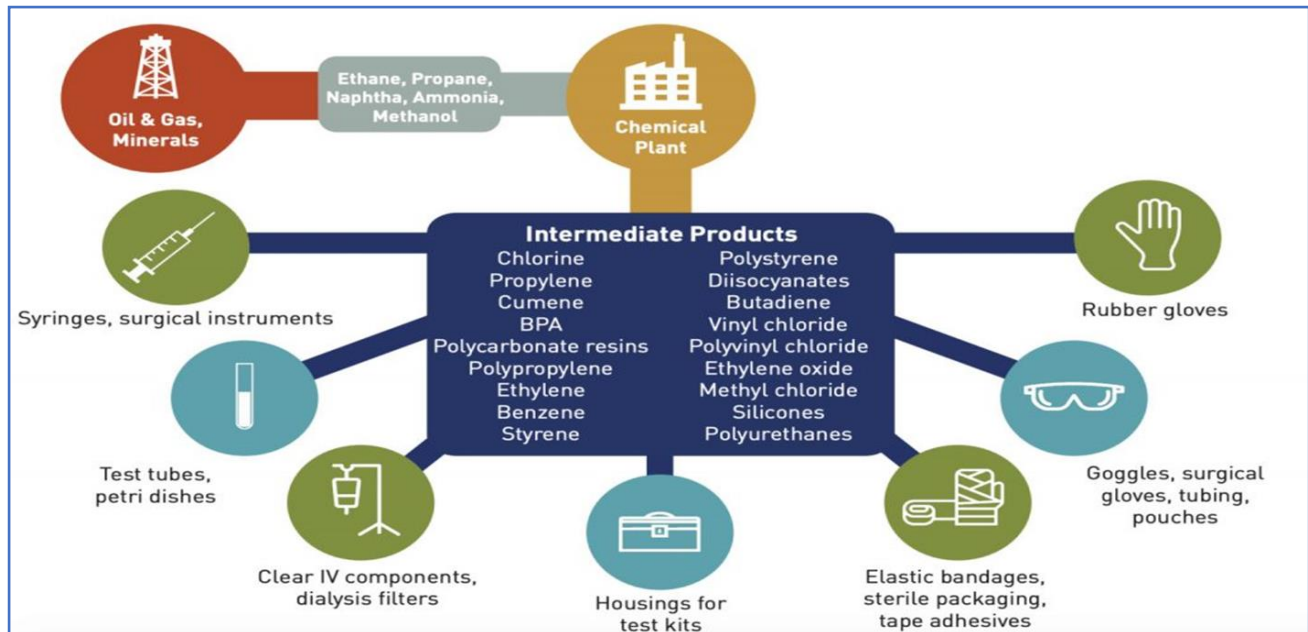 Oil & Gas,
Minerals
Ethane, Propane,
Naphtha, Ammonia,
Methanol
Chemical
Plant
Intermediate Products
Chlorine
Propylene
Cumene
BPA
Polycarbonate resins
Polypropylene
Ethylene
Benzene
Styrene
Polystyrene
Diisocyanates
Butadiene
Vinyl chloride
Polyvinyl chloride
Ethylene oxide
Methyl chloride
Silicones
Polyurethanes
Syringes, surgical instruments
Rubber gloves
Test tubes,
petri dishes
Goggles, surgical
gloves, tubing,
pouches
Clear IV components,
dialysis filters
Housings for
test kits
Elastic bandages,
sterile packaging,
tape adhesives